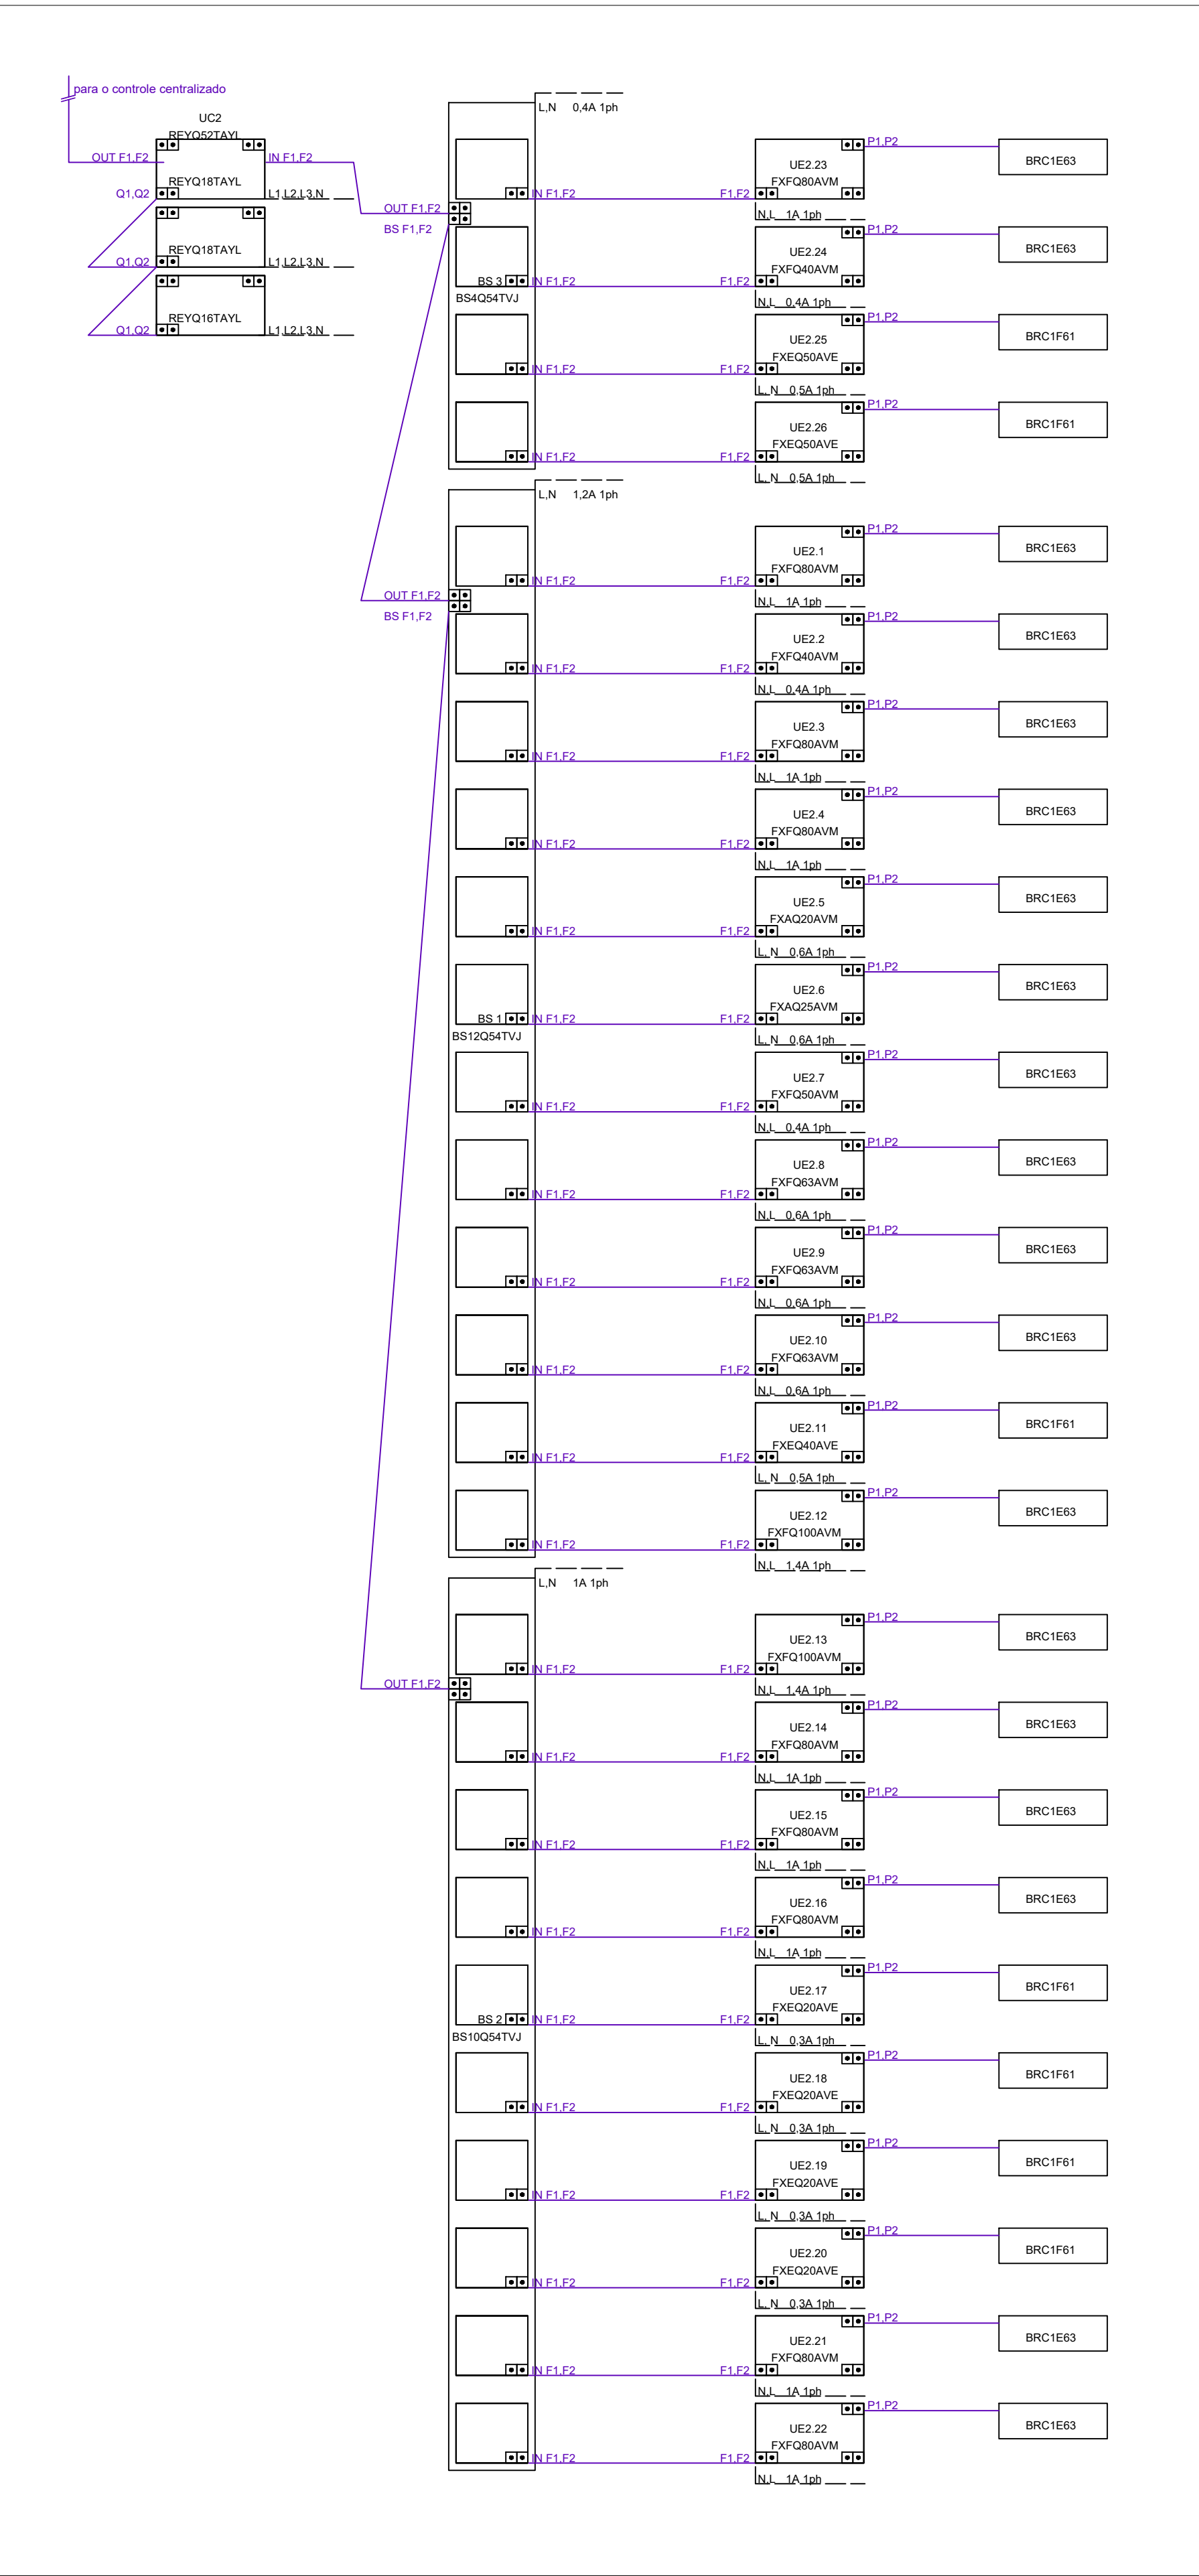 para o controle centralizado
UC2
REYQ52TAYL
OUT F1,F2
IN F1,F2
REYQ18TAYL
Q1,Q2
L1,L2,L3,N
REYQ18TAYL
Q1,Q2
L1,L2,L3,N
REYQ16TAYL
Q1,Q2
L1,L2,L3,N
L,N 0,4A 1ph
OUT F1,F2
BS F1,F2
BS 3
BS4Q54TVJ
IN F1,F2
F1,F2
UE2.23
FXFQ80AVM
P1,P2
BRC1E63
N,L 1A 1ph
IN F1,F2
F1,F2
UE2.24
FXFQ40AVM
P1,P2
BRC1E63
N,L 0,4A 1ph
IN F1,F2
F1,F2
UE2.25
FXEQ50AVE
P1,P2
BRC1F61
L, N 0,5A 1ph
IN F1,F2
F1,F2
UE2.26
FXEQ50AVE
P1,P2
BRC1F61
L, N 0,5A 1ph
L,N 1,2A 1ph
OUT F1,F2
BS F1,F2
IN F1,F2
F1,F2
UE2.1
FXFQ80AVM
P1,P2
BRC1E63
N,L 1A 1ph
IN F1,F2
F1,F2
UE2.2
FXFQ40AVM
P1,P2
BRC1E63
N,L 0,4A 1ph
IN F1,F2
F1,F2
UE2.3
FXFQ80AVM
P1,P2
BRC1E63
N,L 1A 1ph
IN F1,F2
F1,F2
UE2.4
FXFQ80AVM
P1,P2
BRC1E63
N,L 1A 1ph
IN F1,F2
F1,F2
UE2.5
FXAQ20AVM
P1,P2
BRC1E63
L, N 0,6A 1ph
BS 1
BS12Q54TVJ
IN F1,F2
F1,F2
UE2.6
FXAQ25AVM
P1,P2
BRC1E63
L, N 0,6A 1ph
IN F1,F2
F1,F2
UE2.7
FXFQ50AVM
P1,P2
BRC1E63
N,L 0,4A 1ph
IN F1,F2
F1,F2
UE2.8
FXFQ63AVM
P1,P2
BRC1E63
N,L 0,6A 1ph
IN F1,F2
F1,F2
UE2.9
FXFQ63AVM
P1,P2
BRC1E63
N,L 0,6A 1ph
IN F1,F2
F1,F2
UE2.10
FXFQ63AVM
P1,P2
BRC1E63
N,L 0,6A 1ph
IN F1,F2
F1,F2
UE2.11
FXEQ40AVE
P1,P2
BRC1F61
L, N 0,5A 1ph
IN F1,F2
F1,F2
UE2.12
FXFQ100AVM
P1,P2
BRC1E63
N,L 1,4A 1ph
L,N 1A 1ph
OUT F1,F2
IN F1,F2
F1,F2
UE2.13
FXFQ100AVM
P1,P2
BRC1E63
N,L 1,4A 1ph
IN F1,F2
F1,F2
UE2.14
FXFQ80AVM
P1,P2
BRC1E63
N,L 1A 1ph
IN F1,F2
F1,F2
UE2.15
FXFQ80AVM
P1,P2
BRC1E63
N,L 1A 1ph
IN F1,F2
F1,F2
UE2.16
FXFQ80AVM
P1,P2
BRC1E63
N,L 1A 1ph
BS 2
BS10Q54TVJ
IN F1,F2
F1,F2
UE2.17
FXEQ20AVE
P1,P2
BRC1F61
L, N 0,3A 1ph
IN F1,F2
F1,F2
UE2.18
FXEQ20AVE
P1,P2
BRC1F61
L, N 0,3A 1ph
IN F1,F2
F1,F2
UE2.19
FXEQ20AVE
P1,P2
BRC1F61
L, N 0,3A 1ph
IN F1,F2
F1,F2
UE2.20
FXEQ20AVE
P1,P2
BRC1F61
L, N 0,3A 1ph
IN F1,F2
F1,F2
UE2.21
FXFQ80AVM
P1,P2
BRC1E63
N,L 1A 1ph
IN F1,F2
F1,F2
UE2.22
FXFQ80AVM
P1,P2
BRC1E63
N,L 1A 1ph